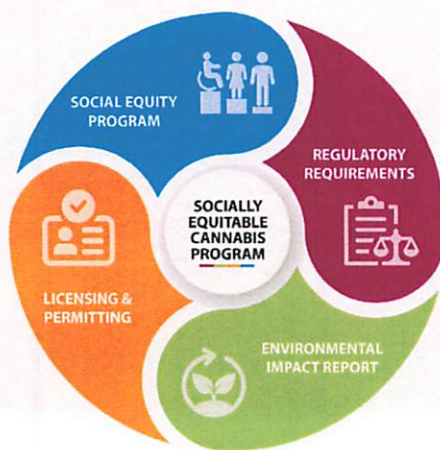 SOCIAL EQUITY
PROGRAM
REGULATORY
REQUIREMENTS
SOCIALLY
EQUITABLE
CANNABIS
PROGRAM
LICENSING &
PERMITTING
ENVIRONMENTAL
IMPACT REPORT